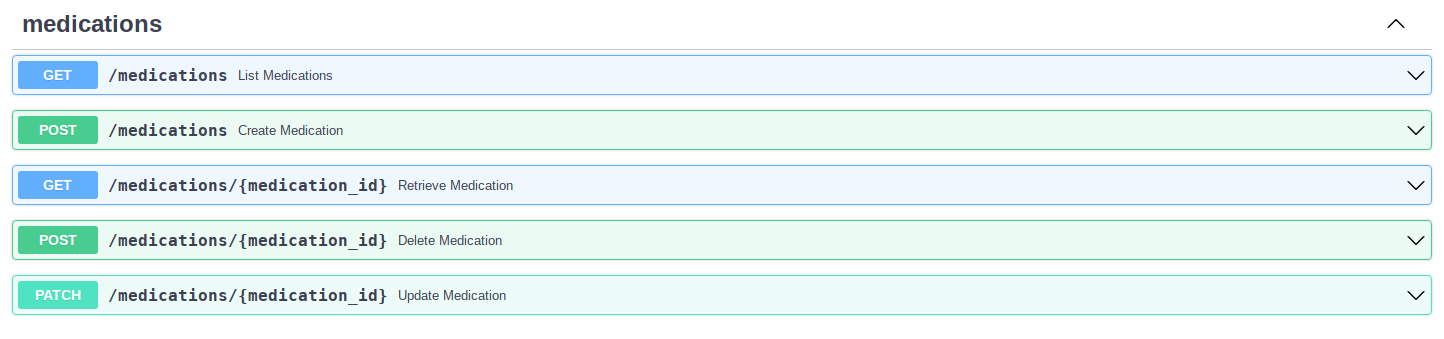 medications
GET /medications List Medications
POST /medications Create Medication
GET /medications/{medication_id} Retrieve Medication
POST /medications/{medication_id} Delete Medication
PATCH /medications/{medication_id} Update Medication